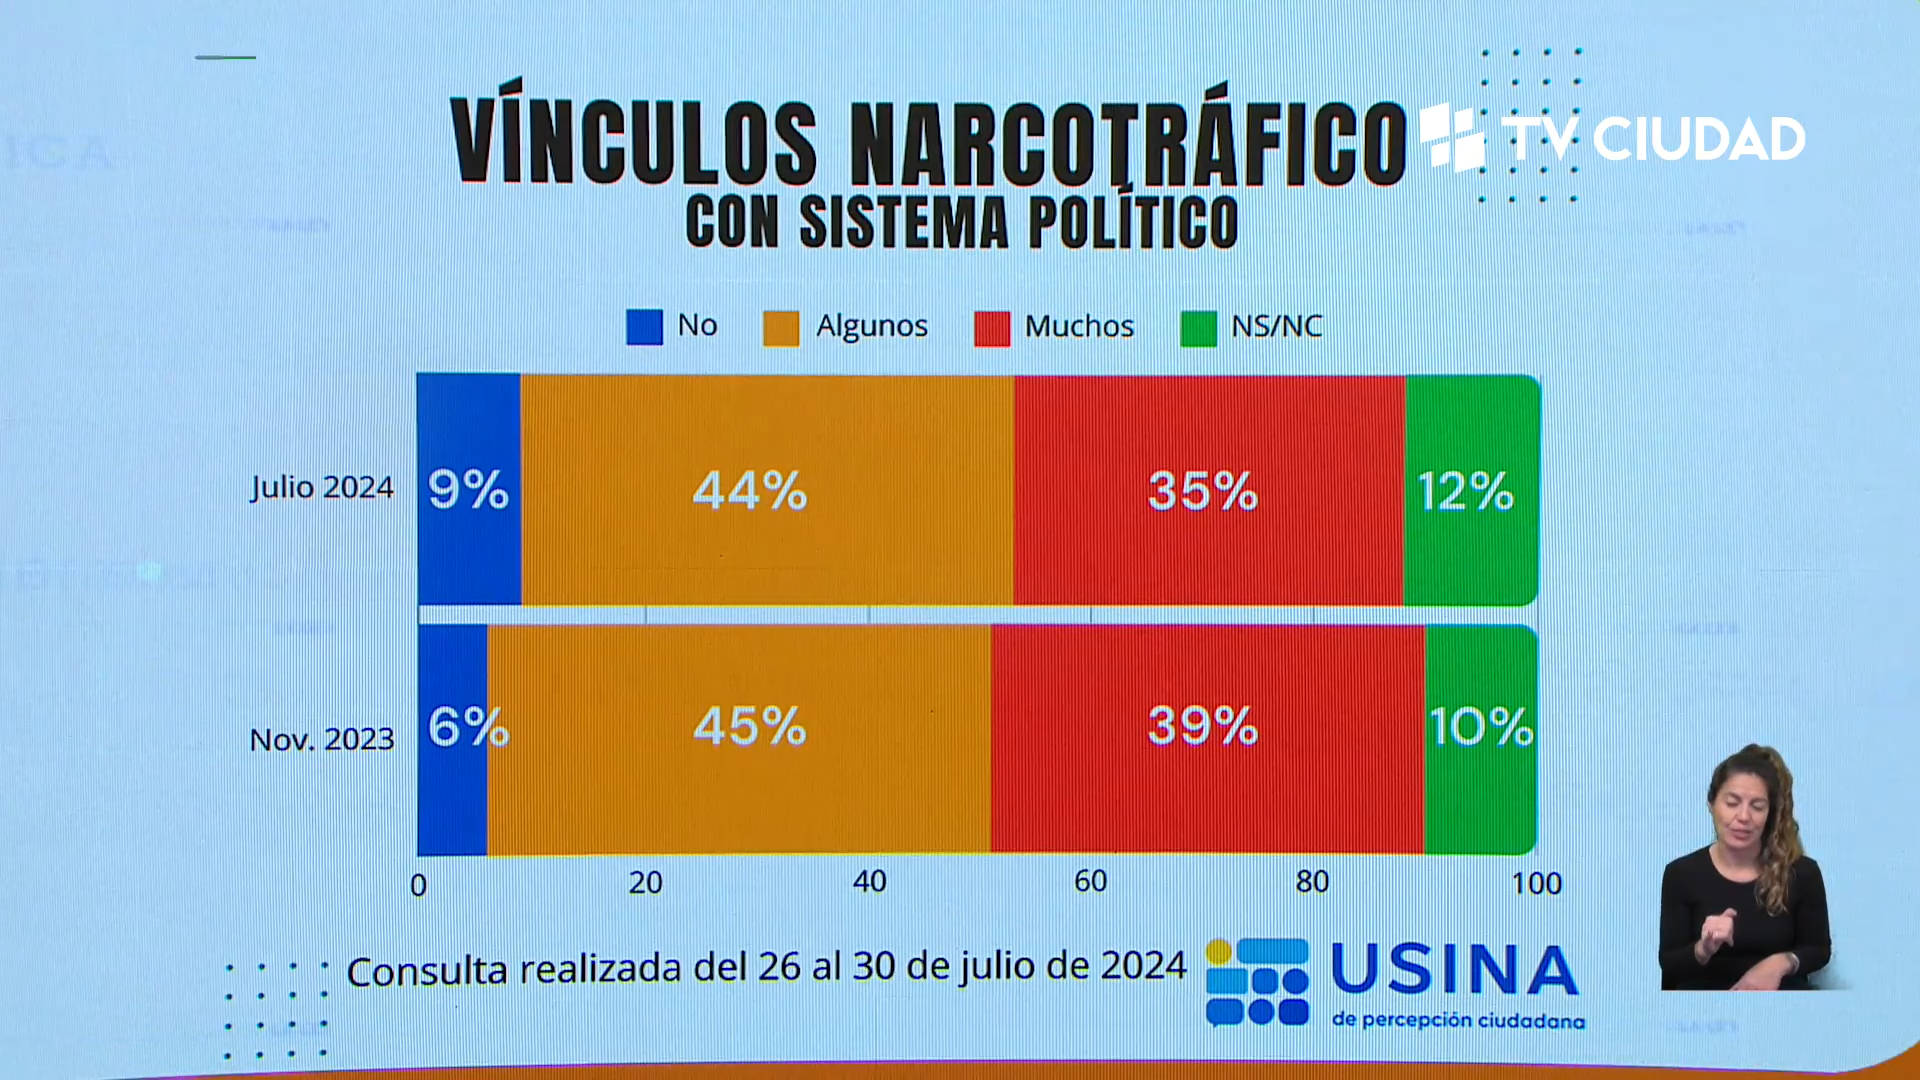 VÍNCULOS NARCOTRÁFICO
CON SISTEMA POLÍTICO
TV CIUDAD
No
Algunos
Muchos
NS/NC
Julio 2024
9%
44%
35%
12%
Nov. 2023
6%
45%
39%
10%
0
20
40
60
80
100
Consulta realizada del 26 al 30 de julio de 2024
USINA
de percepción ciudadana